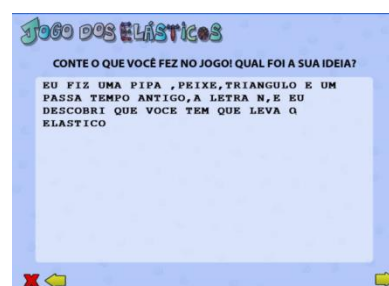 JOGO DOS ELÁSTICOS
CONTE O QUE VOCÊ FEZ NO JOGO! QUAL FOI A SUA IDEIA?
EU FIZ UMA PIPA ,PEIXE,TRIANGULO E UM
PASSA TEMPO ANTIGO,A LETRA N,E EU
DESCOBRI QUE VOCE TEM QUE LEVA O
ELASTICO